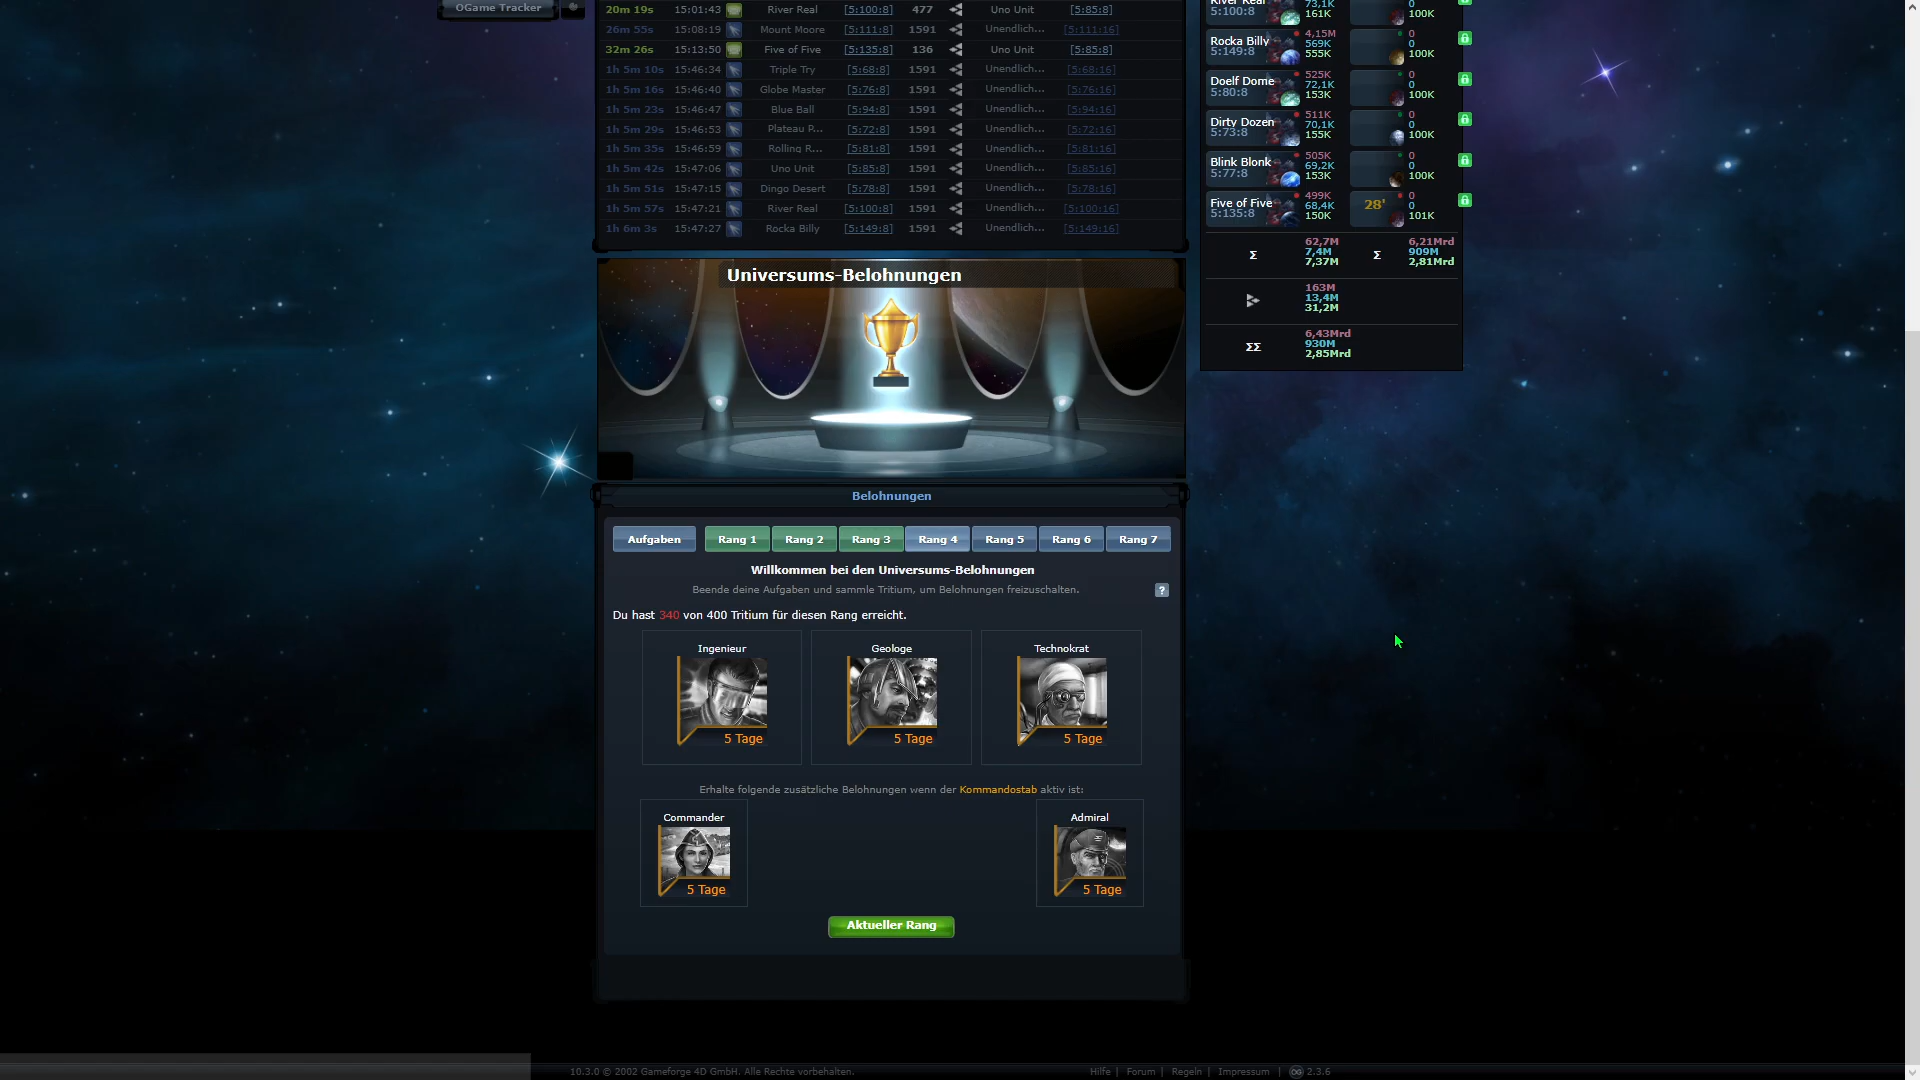 OGame Tracker
20m 19s 15:01:43 River Real [5:100:8] 477 Uno Unit [5:85:8]
26m 55s 15:08:19 Mount Moore [5:111:8] 1591 Unendlich... [5:111:16]
32m 26s 15:13:50 Five of Five [5:135:8] 136 Uno Unit [5:85:8]
1h 5m 10s 15:46:34 Triple Try [5:68:8] 1591 Unendlich... [5:68:16]
1h 5m 16s 15:46:40 Globe Master [5:76:8] 1591 Unendlich... [5:76:16]
1h 5m 23s 15:46:47 Blue Ball [5:94:8] 1591 Unendlich... [5:94:16]
1h 5m 29s 15:46:53 Plateau P... [5:72:8] 1591 Unendlich... [5:72:16]
1h 5m 35s 15:46:59 Rolling R... [5:81:8] 1591 Unendlich... [5:81:16]
1h 5m 42s 15:47:06 Uno Unit [5:85:8] 1591 Unendlich... [5:85:16]
1h 5m 51s 15:47:15 Dingo Desert [5:78:8] 1591 Unendlich... [5:78:16]
1h 5m 57s 15:47:21 River Real [5:100:8] 1591 Unendlich... [5:100:16]
1h 6m 3s 15:47:27 Rocka Billy [5:149:8] 1591 Unendlich... [5:149:16]
River Real 73,1K 0
5:100:8 161K 100K
4,15M 0
Rocka Billy 569K 0
5:149:8 555K 100K
525K 0
Doelf Dome 72,1K 0
5:80:8 153K 100K
511K 0
Dirty Dozen 70,1K 0
5:73:8 155K 100K
505K 0
Blink Blonk 69,2K 0
5:77:8 153K 100K
499K 0
Five of Five 68,4K 28' 0
5:135:8 150K 101K
62,7M 6,21Mrd
Σ 7,4M Σ 909M
7,37M 2,81Mrd
163M
13,4M
31,2M
6,43Mrd
ΣΣ 930M
2,85Mrd
Universums-Belohnungen
Belohnungen
Aufgaben Rang 1 Rang 2 Rang 3 Rang 4 Rang 5 Rang 6 Rang 7
Willkommen bei den Universums-Belohnungen
Beende deine Aufgaben und sammle Tritium, um Belohnungen freizuschalten. ?
Du hast 340 von 400 Tritium für diesen Rang erreicht.
Ingenieur Geologe Technokrat
5 Tage 5 Tage 5 Tage
Erhalte folgende zusätzliche Belohnungen wenn der Kommandostab aktiv ist:
Commander Admiral
5 Tage 5 Tage
Aktueller Rang
10.3.0 © 2002 Gameforge 4D GmbH. Alle Rechte vorbehalten. Hilfe | Forum | Regeln | Impressum | OG 2.3.6